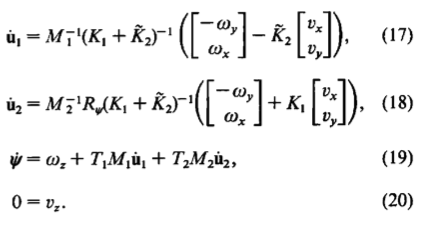 u̇₁ = M₁⁻¹(K₁ + K̃₂)⁻¹ ([−ω_y ω_x] − K̃₂ [v_x v_y]), (17)
u̇₂ = M₂⁻¹R_ψ(K₁ + K̃₂)⁻¹ ([−ω_y ω_x] + K₁ [v_x v_y]), (18)
ψ̇ = ω_z + T₁M₁u̇₁ + T₂M₂u̇₂, (19)
0 = v_z. (20)